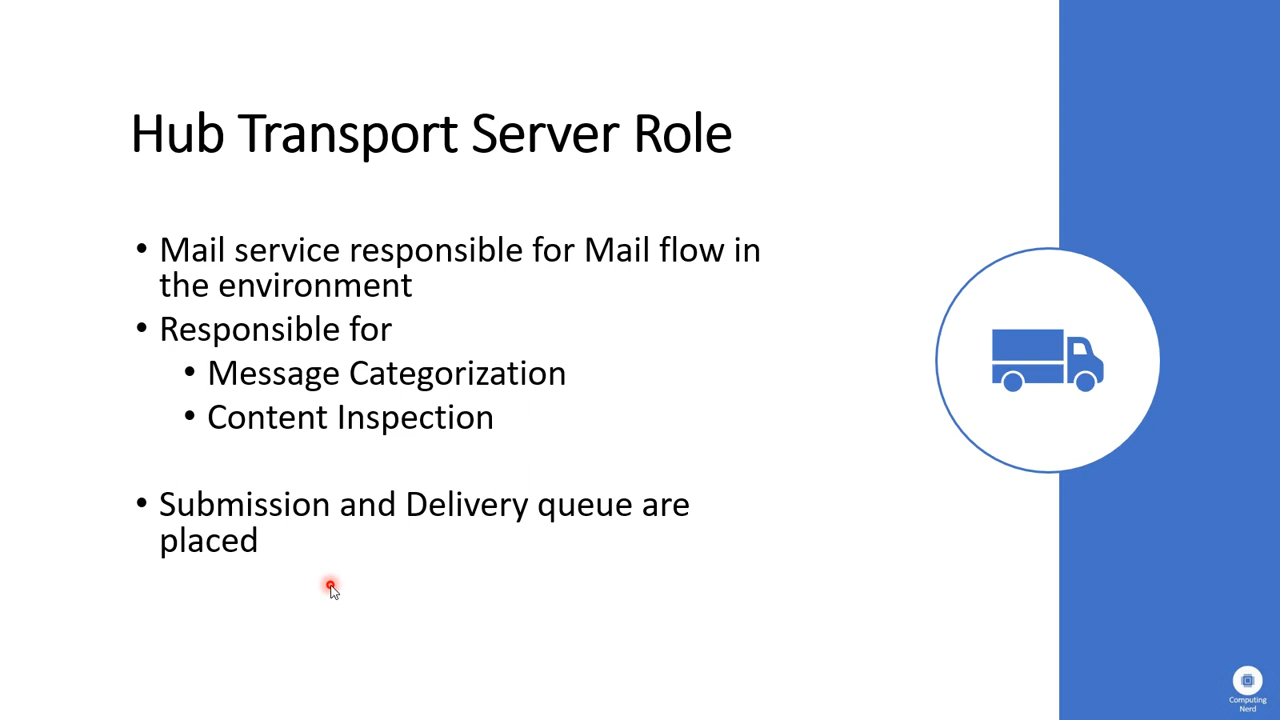 Hub Transport Server Role
• Mail service responsible for Mail flow in
the environment
• Responsible for
• Message Categorization
• Content Inspection
• Submission and Delivery queue are
placed
Computing
Nerd